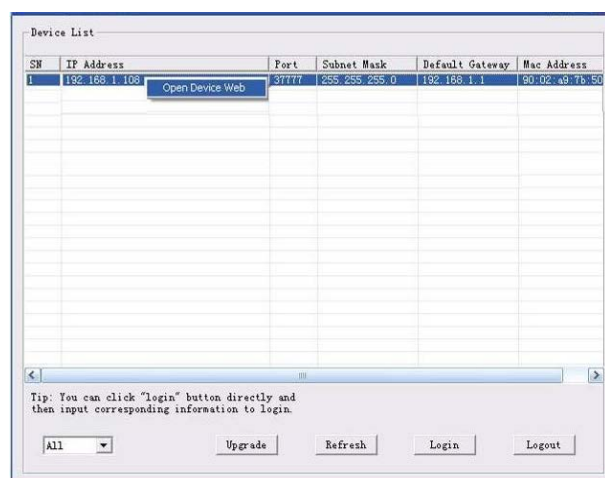 Device List
SN IP Address Port Subnet Mask Default Gateway Mac Address
1 192.168.1.108 37777 255.255.255.0 192.168.1.1 90:02:a9:7b:50
Open Device Web
Tip: You can click "login" button directly and
then input corresponding information to login.
All Upgrade Refresh Login Logout